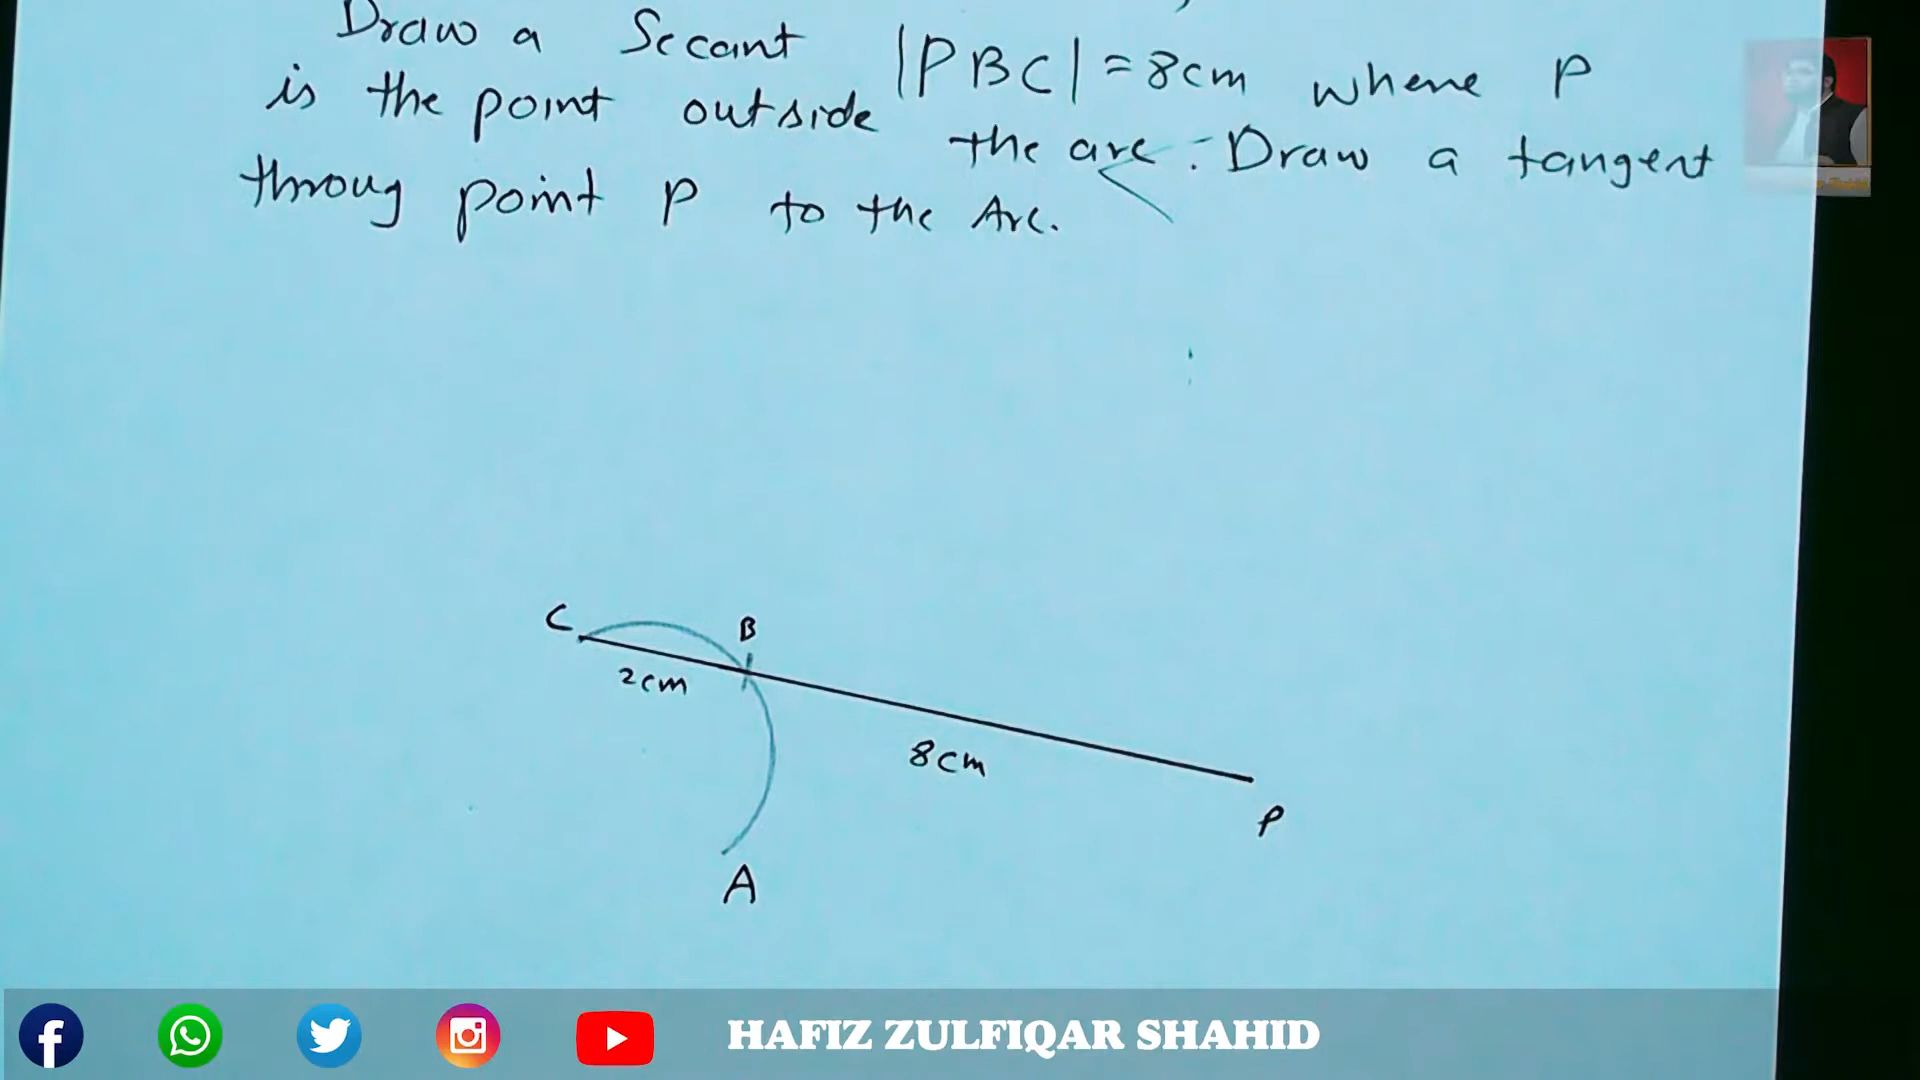 Draw a Secant |PBC| = 8cm where P
is the point outside the arc. Draw a tangent
throug point P to the Arc.
C
B
2cm
8cm
P
A
HAFIZ ZULFIQAR SHAHID